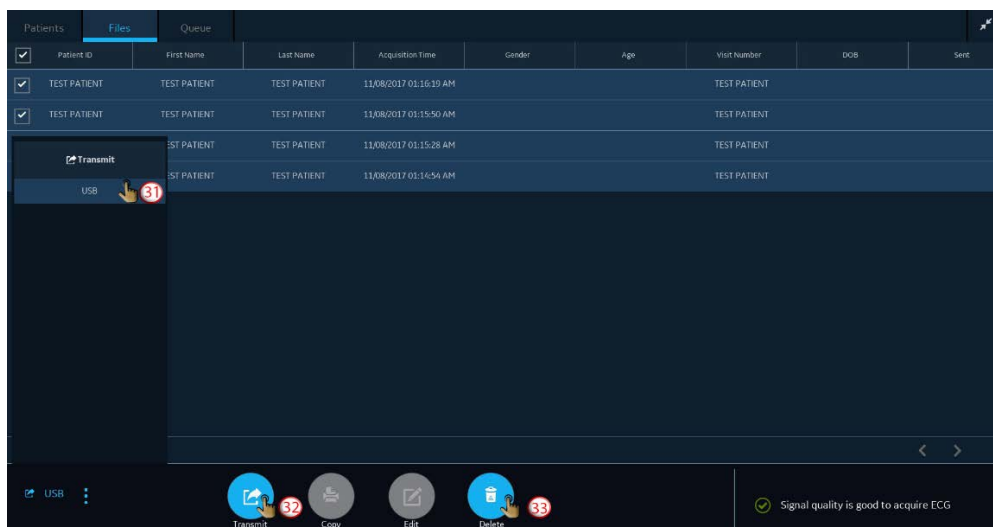 Patients Files Queue
Patient ID First Name Last Name Acquisition Time Gender Age Visit Number DOB Sent
TEST PATIENT TEST PATIENT TEST PATIENT 11/08/2017 01:16:19 AM TEST PATIENT
TEST PATIENT TEST PATIENT TEST PATIENT 11/08/2017 01:15:50 AM TEST PATIENT
EST PATIENT TEST PATIENT 11/08/2017 01:15:28 AM TEST PATIENT
Transmit
EST PATIENT TEST PATIENT 11/08/2017 01:14:54 AM TEST PATIENT
USB 31
USB
32 33
Transmit Copy Edit Delete
Signal quality is good to acquire ECG